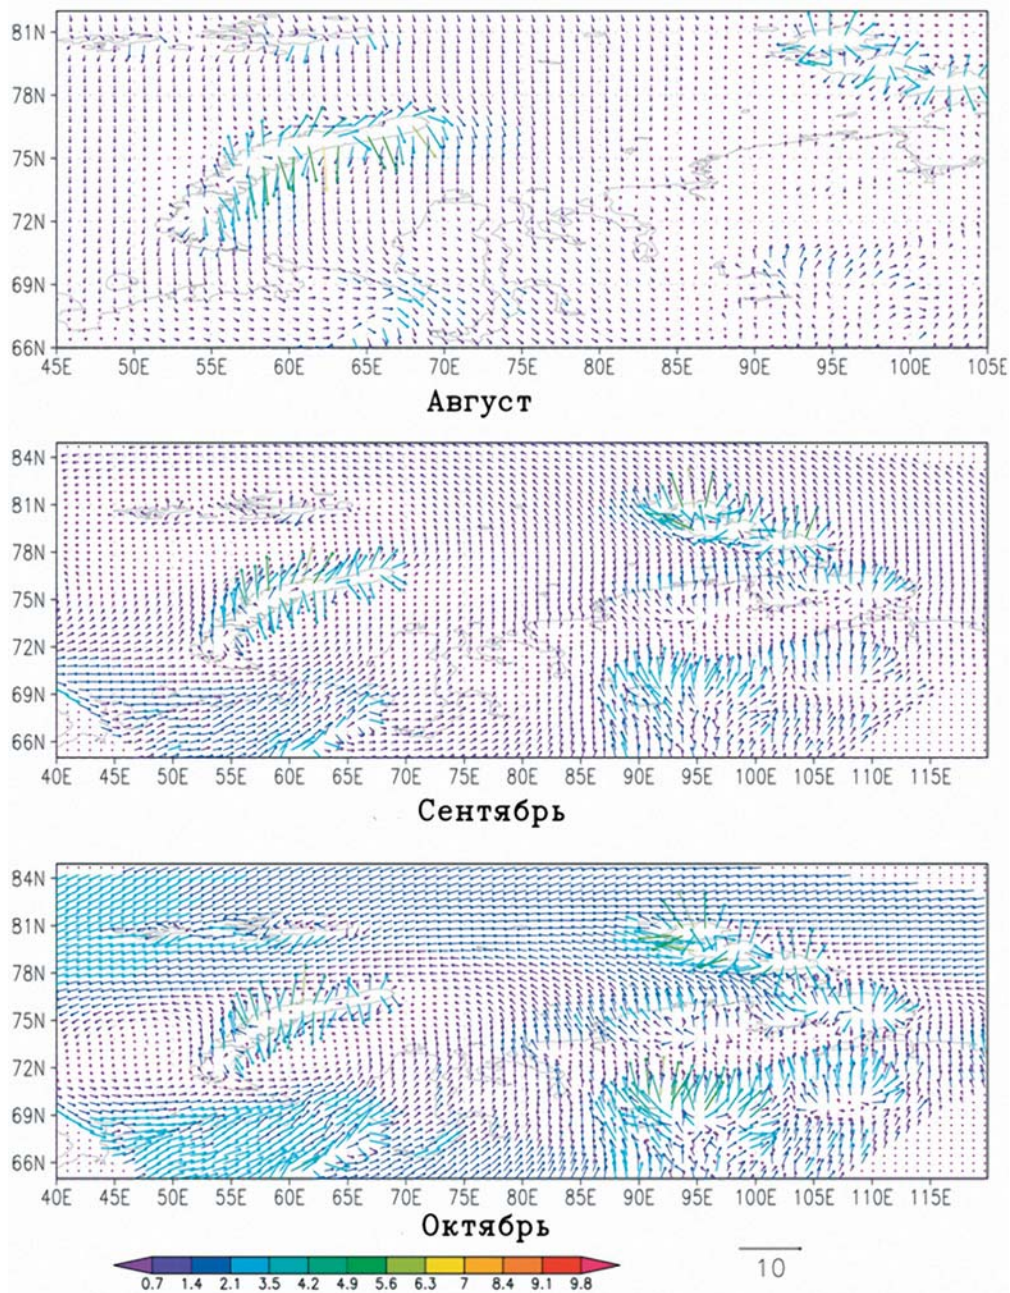 81N
78N
75N
72N
69N
66N
45E 50E 55E 60E 65E 70E 75E 80E 85E 90E 95E 100E 105E
Август
84N
81N
78N
75N
72N
69N
66N
40E 45E 50E 55E 60E 65E 70E 75E 80E 85E 90E 95E 100E 105E 110E 115E
Сентябрь
84N
81N
78N
75N
72N
69N
66N
40E 45E 50E 55E 60E 65E 70E 75E 80E 85E 90E 95E 100E 105E 110E 115E
Октябрь
0.7 1.4 2.1 3.5 4.2 4.9 5.6 6.3 7 8.4 9.1 9.8
10